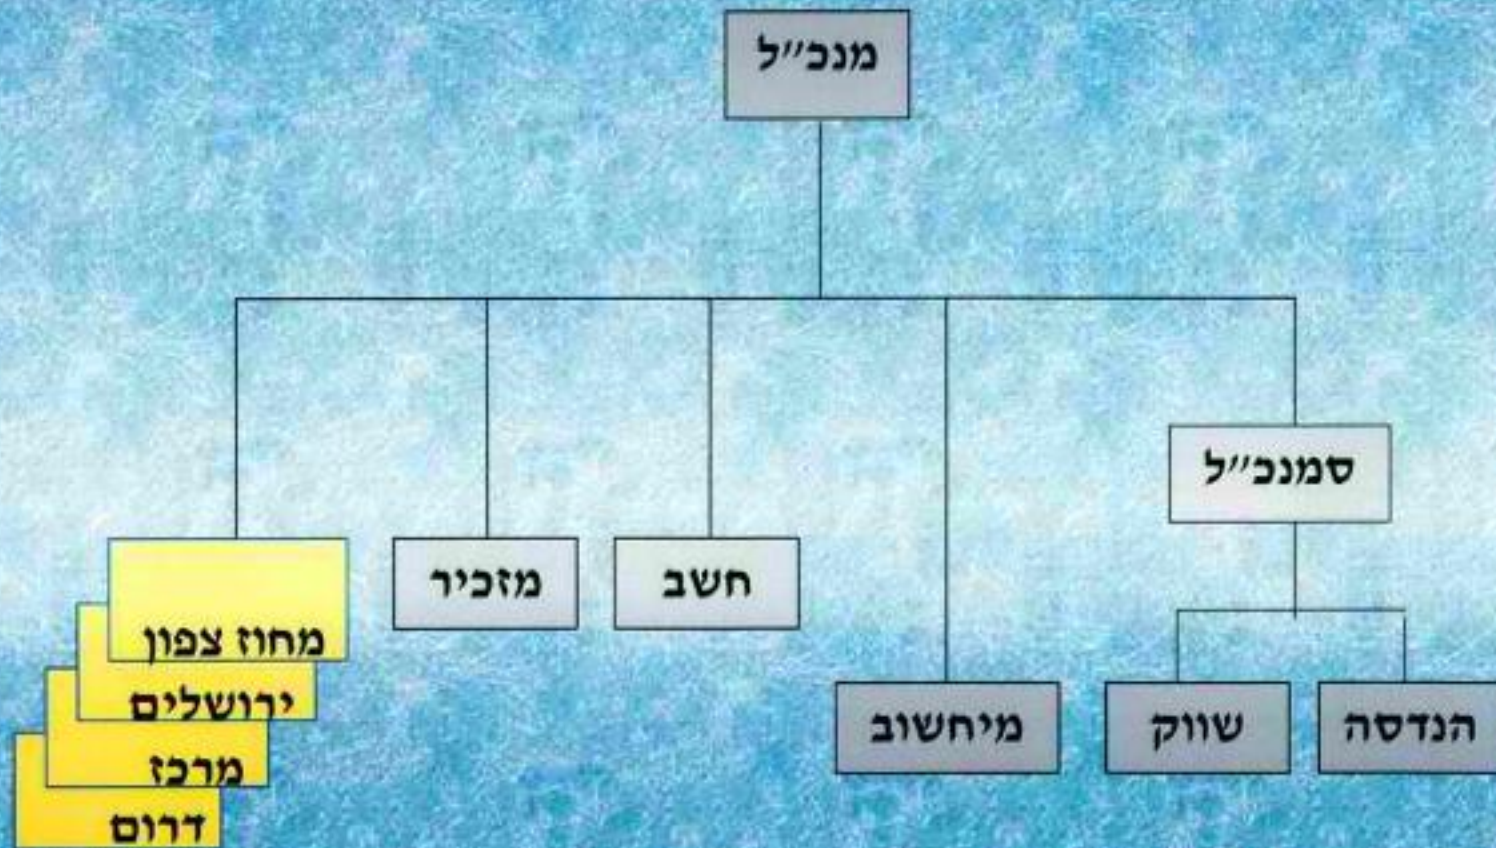 מנכ"ל
סמנכ"ל
חשב
מזכיר
מחוז צפון
ירושלים
מרכז
דרום
הנדסה
שווק
מיחשוב